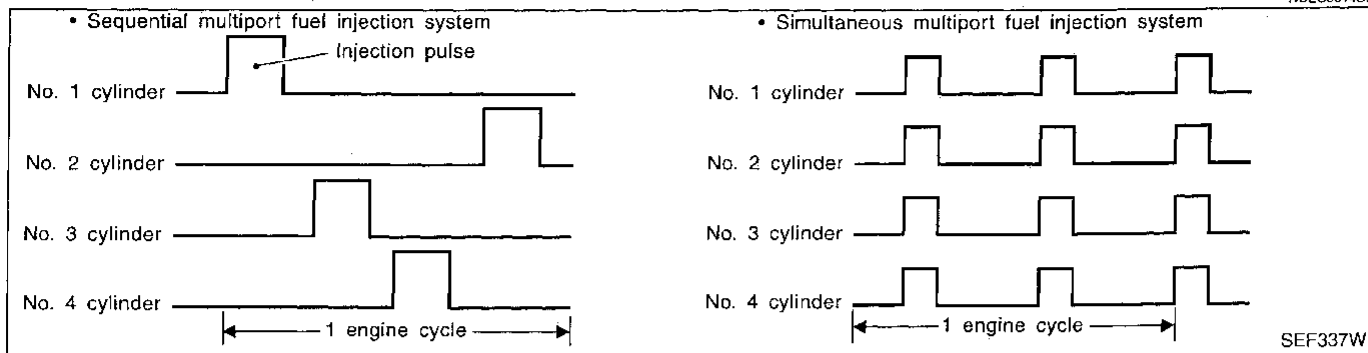 • Sequential multiport fuel injection system
Injection pulse
No. 1 cylinder
No. 2 cylinder
No. 3 cylinder
No. 4 cylinder
1 engine cycle
• Simultaneous multiport fuel injection system
No. 1 cylinder
No. 2 cylinder
No. 3 cylinder
No. 4 cylinder
1 engine cycle
SEF337W